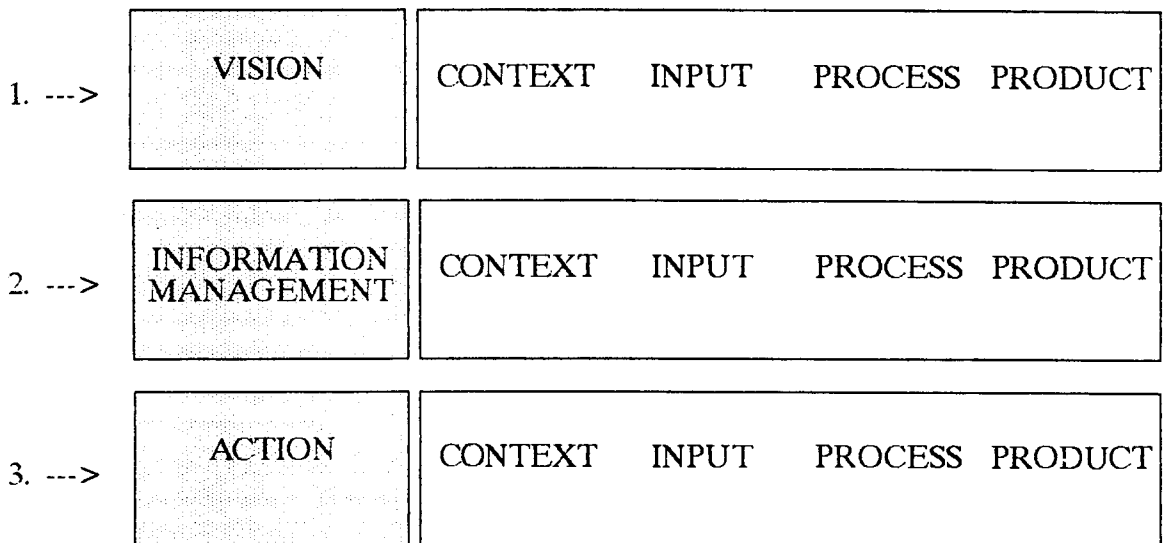 1. ---> VISION CONTEXT INPUT PROCESS PRODUCT
2. ---> INFORMATION MANAGEMENT CONTEXT INPUT PROCESS PRODUCT
3. ---> ACTION CONTEXT INPUT PROCESS PRODUCT